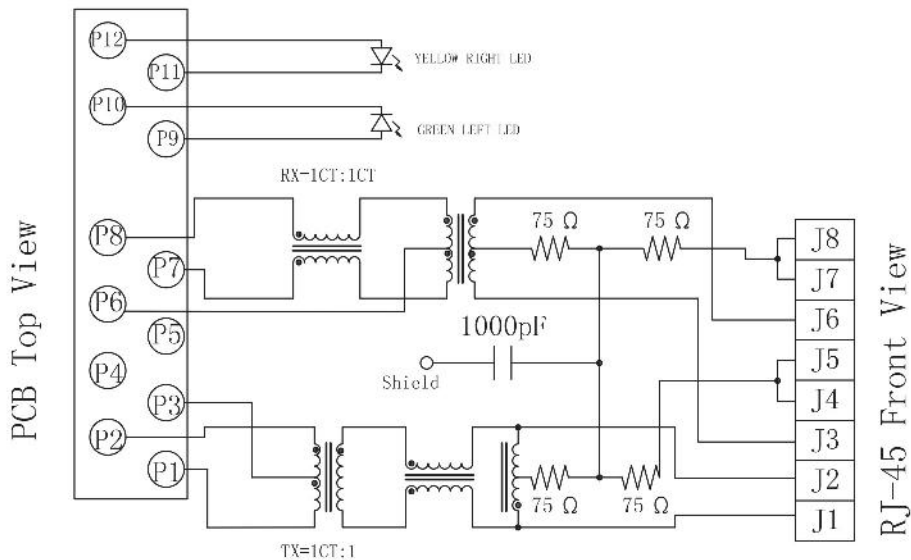 P12
YELLOW RIGHT LED
P11
P10
GREEN LEFT LED
P9
RX-1CT:1CT
75 Ω 75 Ω
P8
J8
P7
J7
P6
J6
1000pF
P5
J5
Shield
P4
J4
P3
J3
P2
J2
P1
75 Ω 75 Ω
J1
TX=1CT:1
PCB Top View
RJ-45 Front View